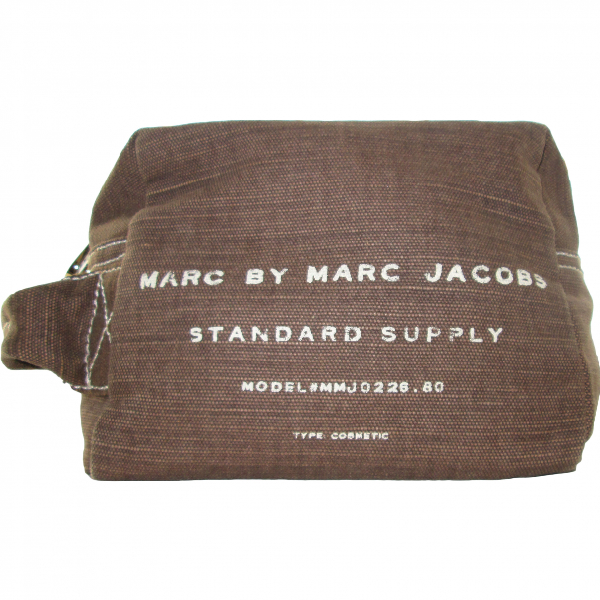 MARC BY MARC JACOBS
STANDARD SUPPLY
MODEL#MMJ0226.80
TYPE: COSMETIC